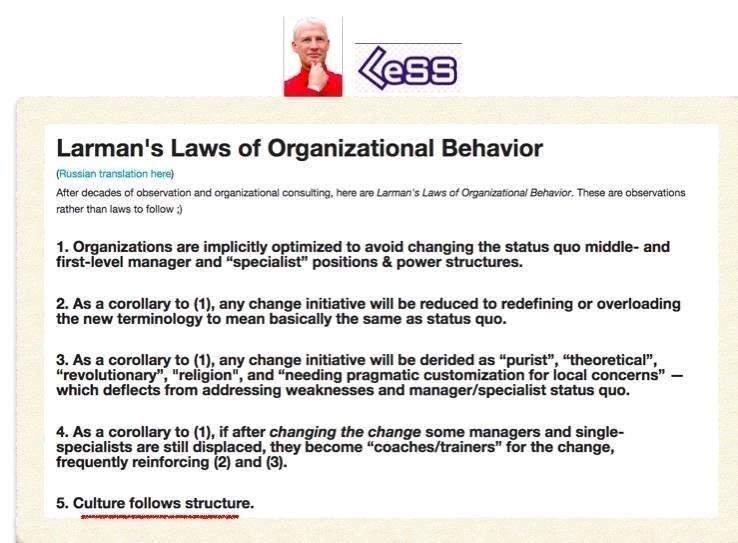 LeSS
Larman's Laws of Organizational Behavior
(Russian translation here)
After decades of observation and organizational consulting, here are Larman's Laws of Organizational Behavior. These are observations
rather than laws to follow ;)
1. Organizations are implicitly optimized to avoid changing the status quo middle- and
first-level manager and “specialist” positions & power structures.
2. As a corollary to (1), any change initiative will be reduced to redefining or overloading
the new terminology to mean basically the same as status quo.
3. As a corollary to (1), any change initiative will be derided as “purist”, “theoretical”,
“revolutionary”, "religion", and “needing pragmatic customization for local concerns” —
which deflects from addressing weaknesses and manager/specialist status quo.
4. As a corollary to (1), if after changing the change some managers and single-
specialists are still displaced, they become “coaches/trainers” for the change,
frequently reinforcing (2) and (3).
5. Culture follows structure.